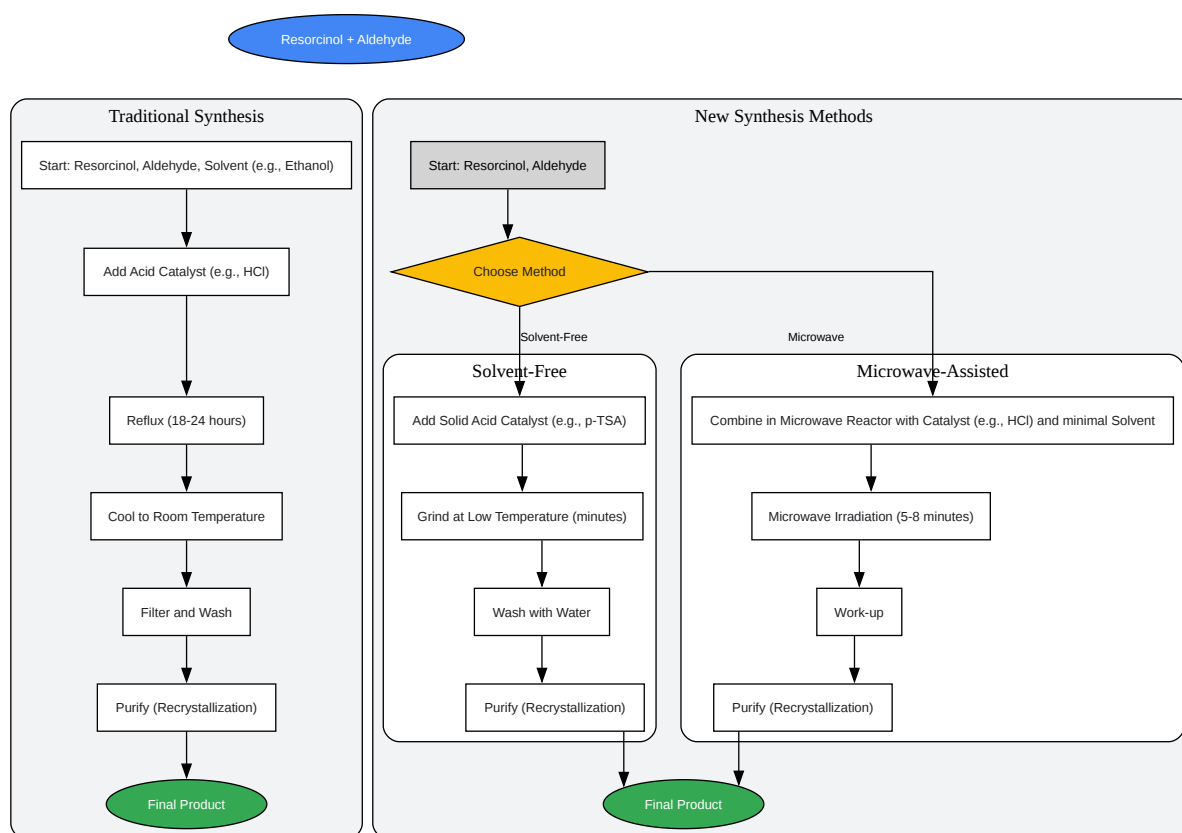 Resorcinol + Aldehyde
Traditional Synthesis
Start: Resorcinol, Aldehyde, Solvent (e.g., Ethanol)
Add Acid Catalyst (e.g., HCl)
Reflux (18-24 hours)
Cool to Room Temperature
Filter and Wash
Purify (Recrystallization)
Final Product
New Synthesis Methods
Start: Resorcinol, Aldehyde
Choose Method
Solvent-Free
Microwave
Solvent-Free
Add Solid Acid Catalyst (e.g., p-TSA)
Grind at Low Temperature (minutes)
Wash with Water
Purify (Recrystallization)
Microwave-Assisted
Combine in Microwave Reactor with Catalyst (e.g., HCl) and minimal Solvent
Microwave Irradiation (5-8 minutes)
Work-up
Purify (Recrystallization)
Final Product